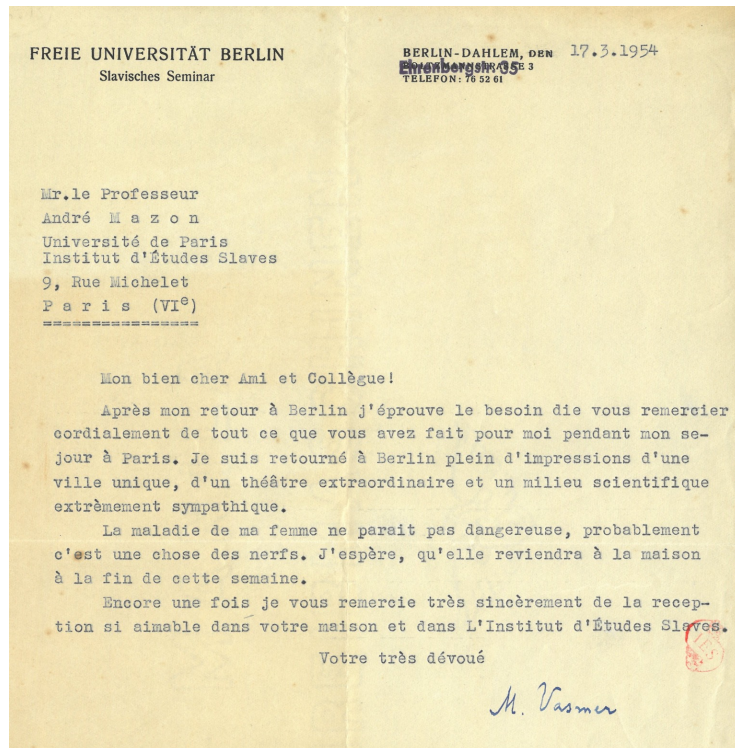 FREIE UNIVERSITÄT BERLIN
Slavisches Seminar
BERLIN-DAHLEM, DEN 17.3.1954
Ehrenbergstr. 35
TELEFON: 76 52 61
Mr.le Professeur
André M a z o n
Université de Paris
Institut d'Études Slaves
9, Rue Michelet
P a r i s (VIe)
================
Mon bien cher Ami et Collègue!
Après mon retour à Berlin j'éprouve le besoin die vous remercier
cordialement de tout ce que vous avez fait pour moi pendant mon se-
jour à Paris. Je suis retourné à Berlin plein d'impressions d'une
ville unique, d'un théâtre extraordinaire et un milieu scientifique
extrèmement sympathique.
La maladie de ma femme ne parait pas dangereuse, probablement
c'est une chose des nerfs. J'espère, qu'elle reviendra à la maison
à la fin de cette semaine.
Encore une fois je vous remercie très sincèrement de la recep-
tion si aimable dans votre maison et dans L'Institut d'Études Slaves.
Votre très dévoué
M. Vasmer